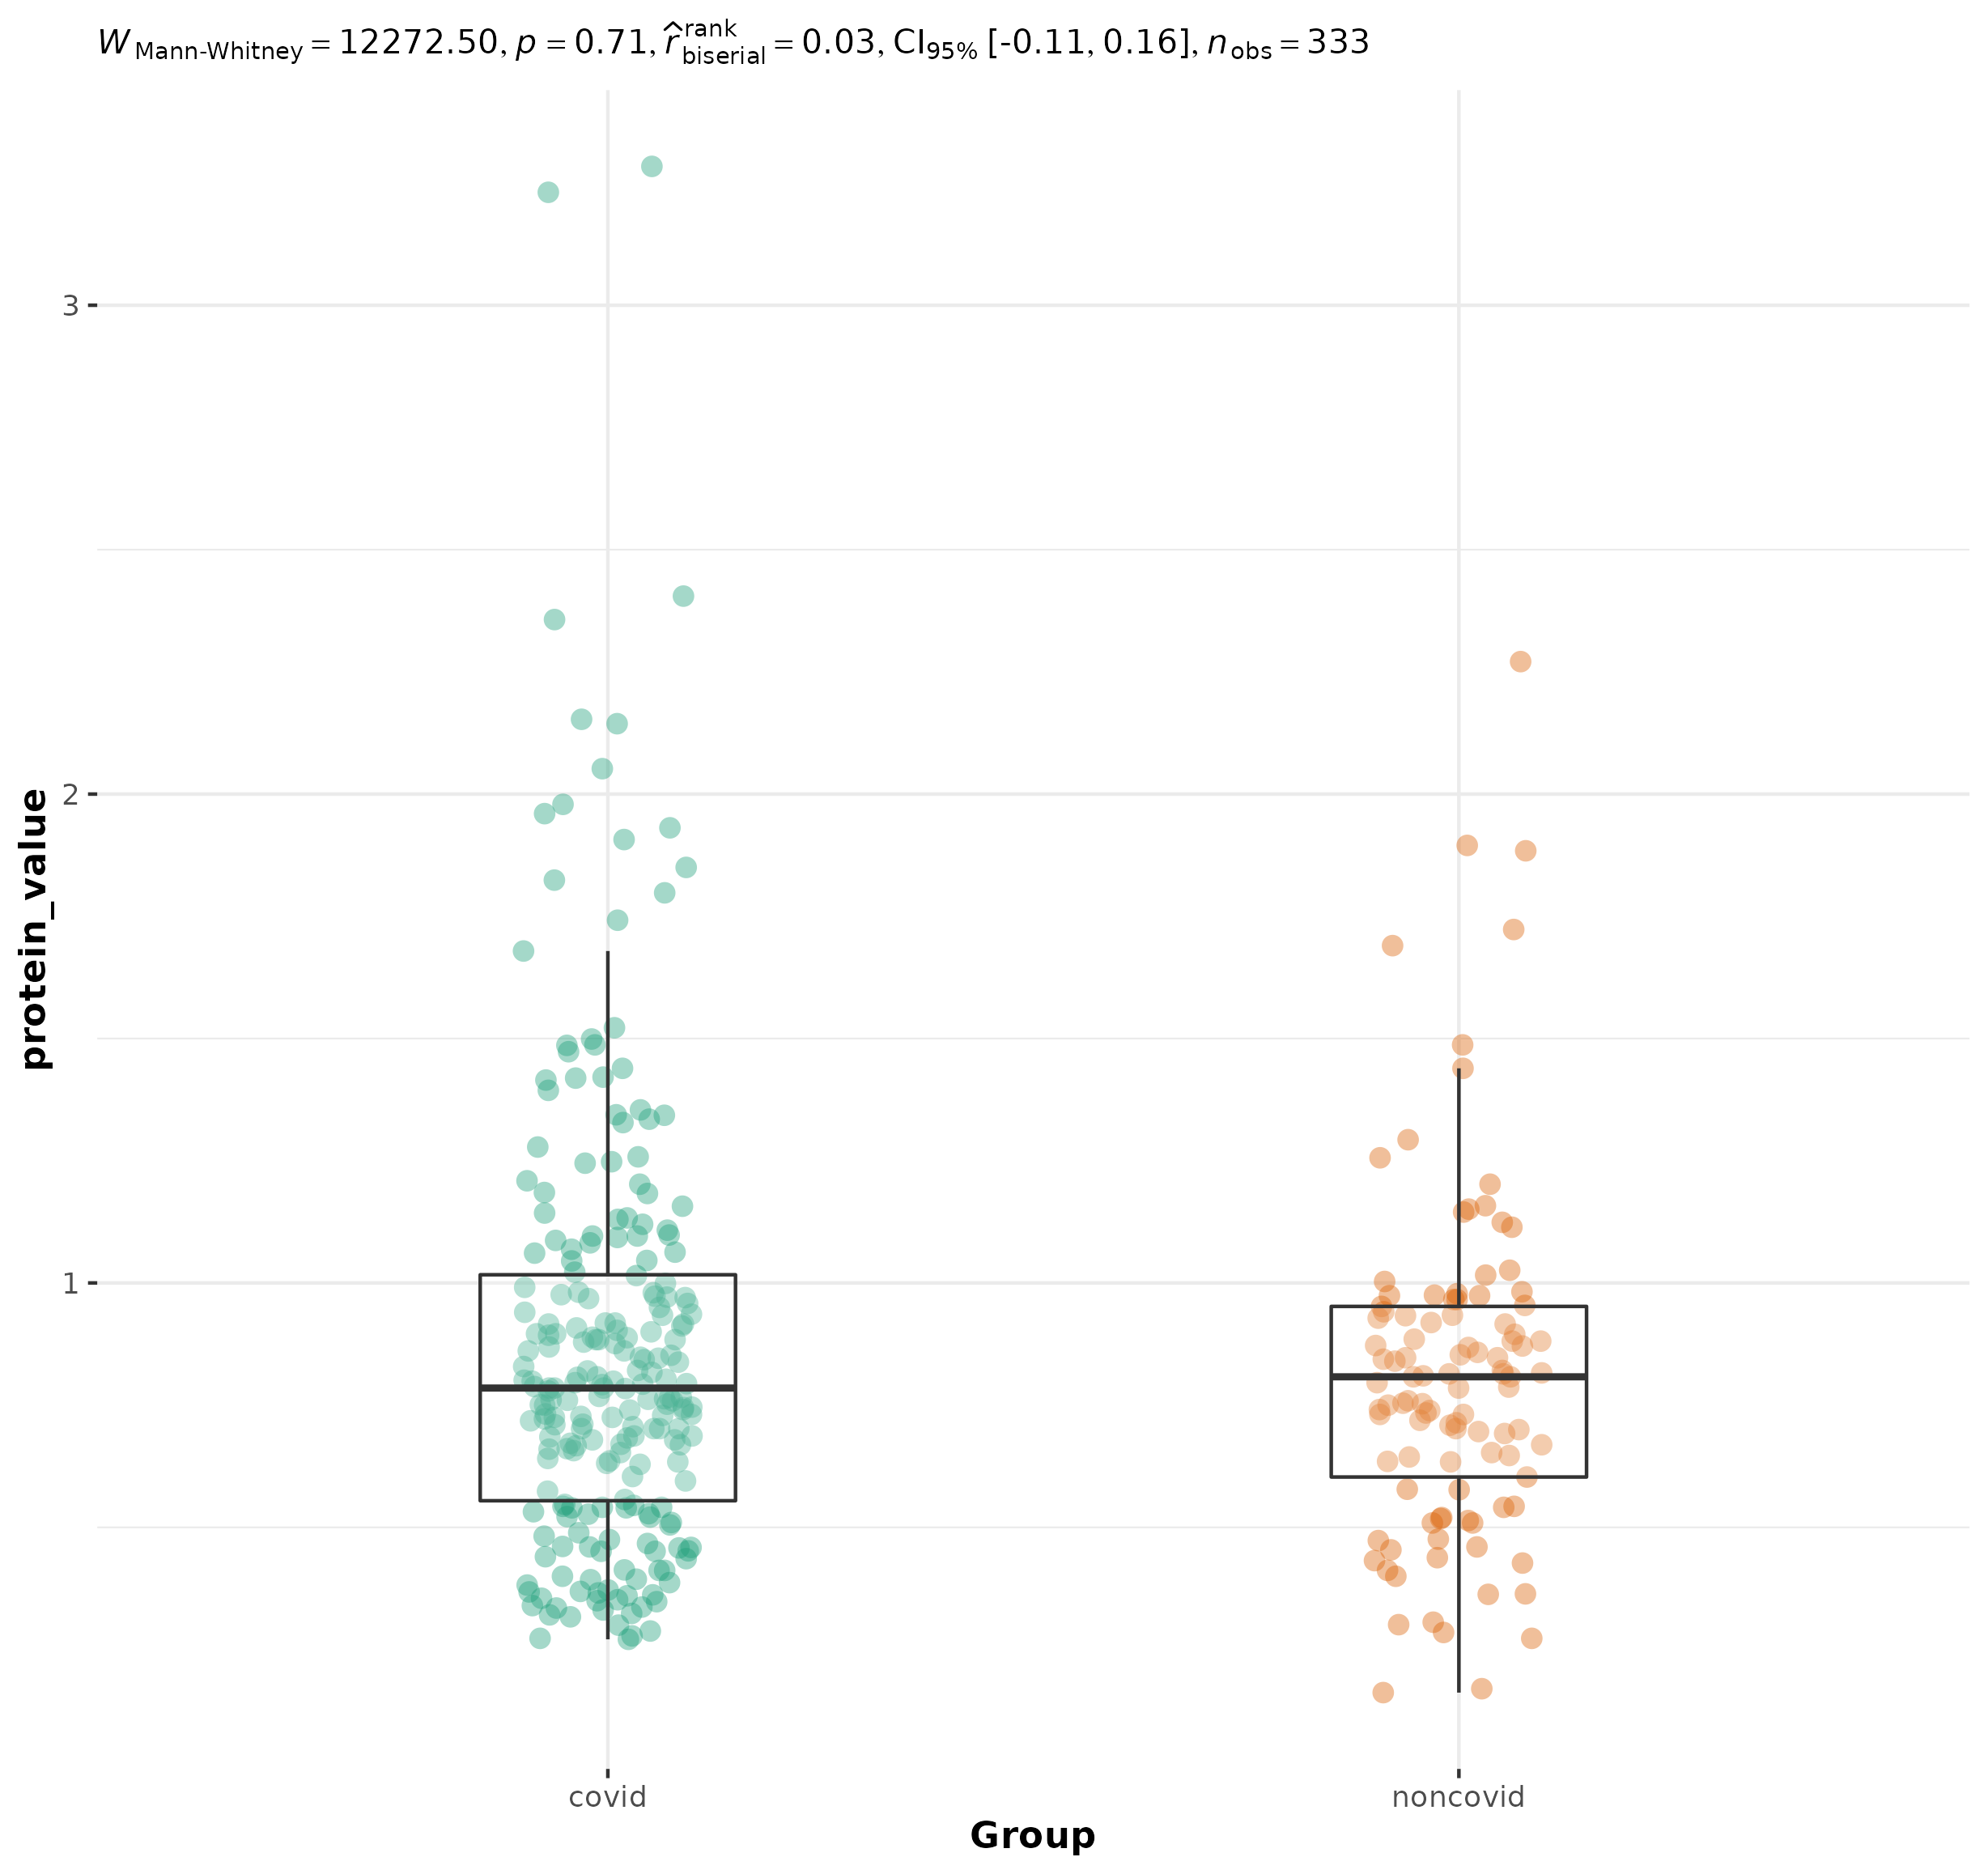 W Mann-Whitney = 12272.50, p = 0.71, r̂ rank biserial = 0.03, CI95% [-0.11, 0.16], n obs = 333
3
2
1
protein_value
covid noncovid
Group